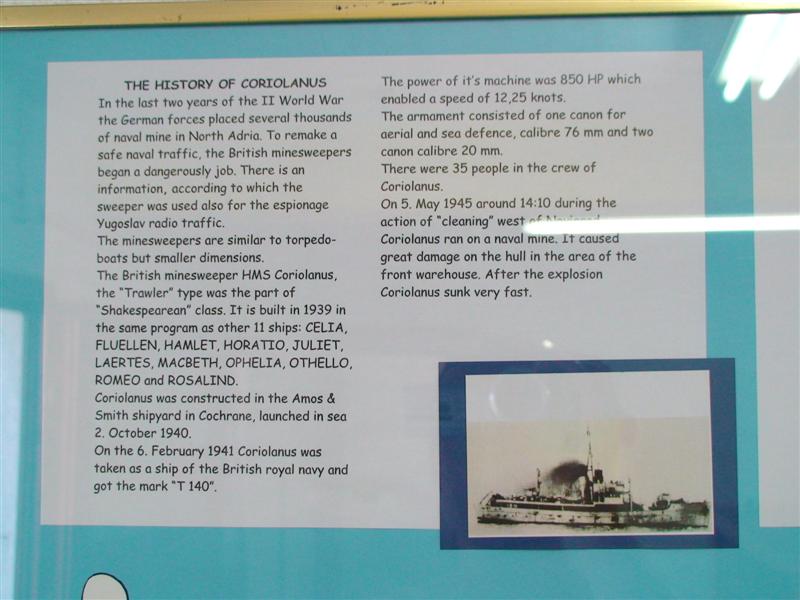 THE HISTORY OF CORIOLANUS
In the last two years of the II World War
the German forces placed several thousands
of naval mine in North Adria. To remake a
safe naval traffic, the British minesweepers
began a dangerously job. There is an
information, according to which the
sweeper was used also for the espionage
Yugoslav radio traffic.
The minesweepers are similar to torpedo-
boats but smaller dimensions.
The British minesweeper HMS Coriolanus,
the "Trawler" type was the part of
"Shakespearean" class. It is built in 1939 in
the same program as other 11 ships: CELIA,
FLUELLEN, HAMLET, HORATIO, JULIET,
LAERTES, MACBETH, OPHELIA, OTHELLO,
ROMEO and ROSALIND.
Coriolanus was constructed in the Amos &
Smith shipyard in Cochrane, launched in sea
2. October 1940.
On the 6. February 1941 Coriolanus was
taken as a ship of the British royal navy and
got the mark "T 140".
The power of it's machine was 850 HP which
enabled a speed of 12,25 knots.
The armament consisted of one canon for
aerial and sea defence, calibre 76 mm and two
canon calibre 20 mm.
There were 35 people in the crew of
Coriolanus.
On 5. May 1945 around 14:10 during the
action of "cleaning" west of
Coriolanus ran on a naval mine. It caused
great damage on the hull in the area of the
front warehouse. After the explosion
Coriolanus sunk very fast.